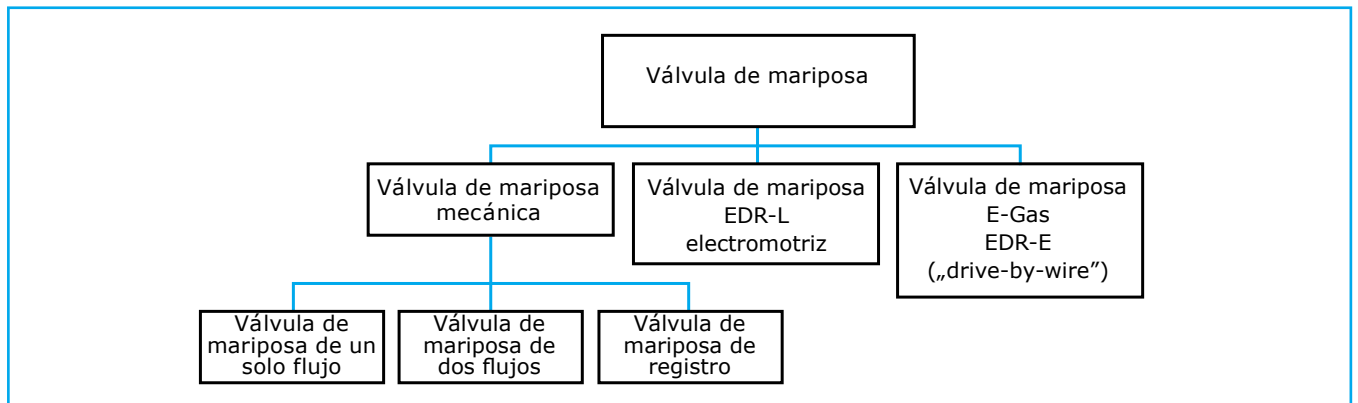 Válvula de mariposa
Válvula de mariposa
mecánica
Válvula de mariposa
EDR-L
electromotriz
Válvula de mariposa
E-Gas
EDR-E
(„drive-by-wire”)
Válvula de
mariposa de un
solo flujo
Válvula de
mariposa de
dos flujos
Válvula de
mariposa de
registro